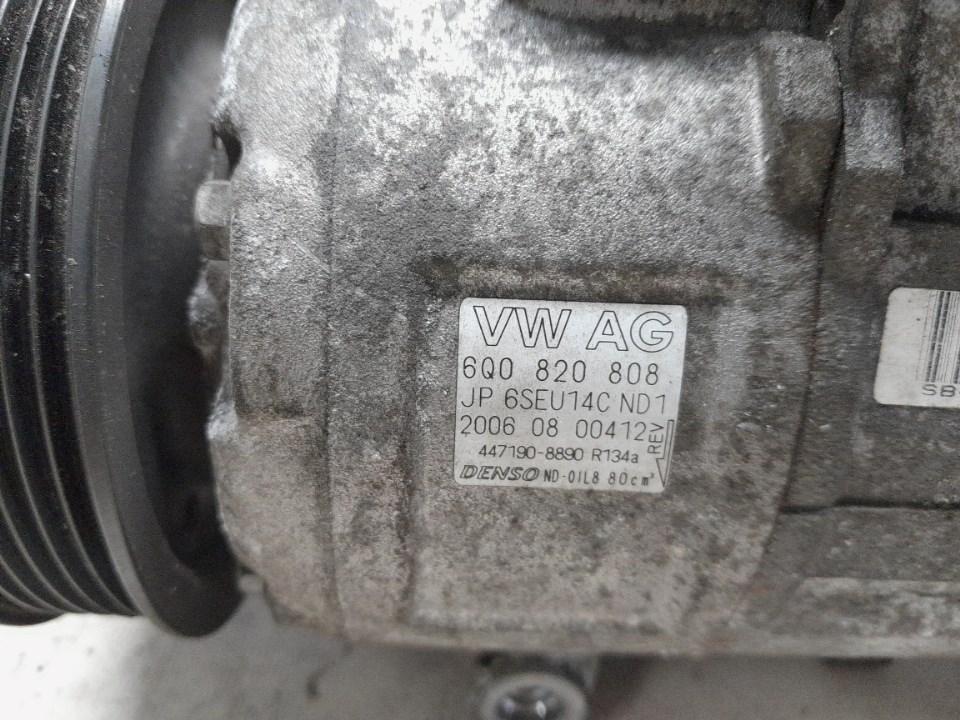 VW AG
6Q0 820 808
JP 6SEU14C ND1
2006 08 00412
REV
447190-8890 R134a
DENSO ND-OIL8 80cm³
SB